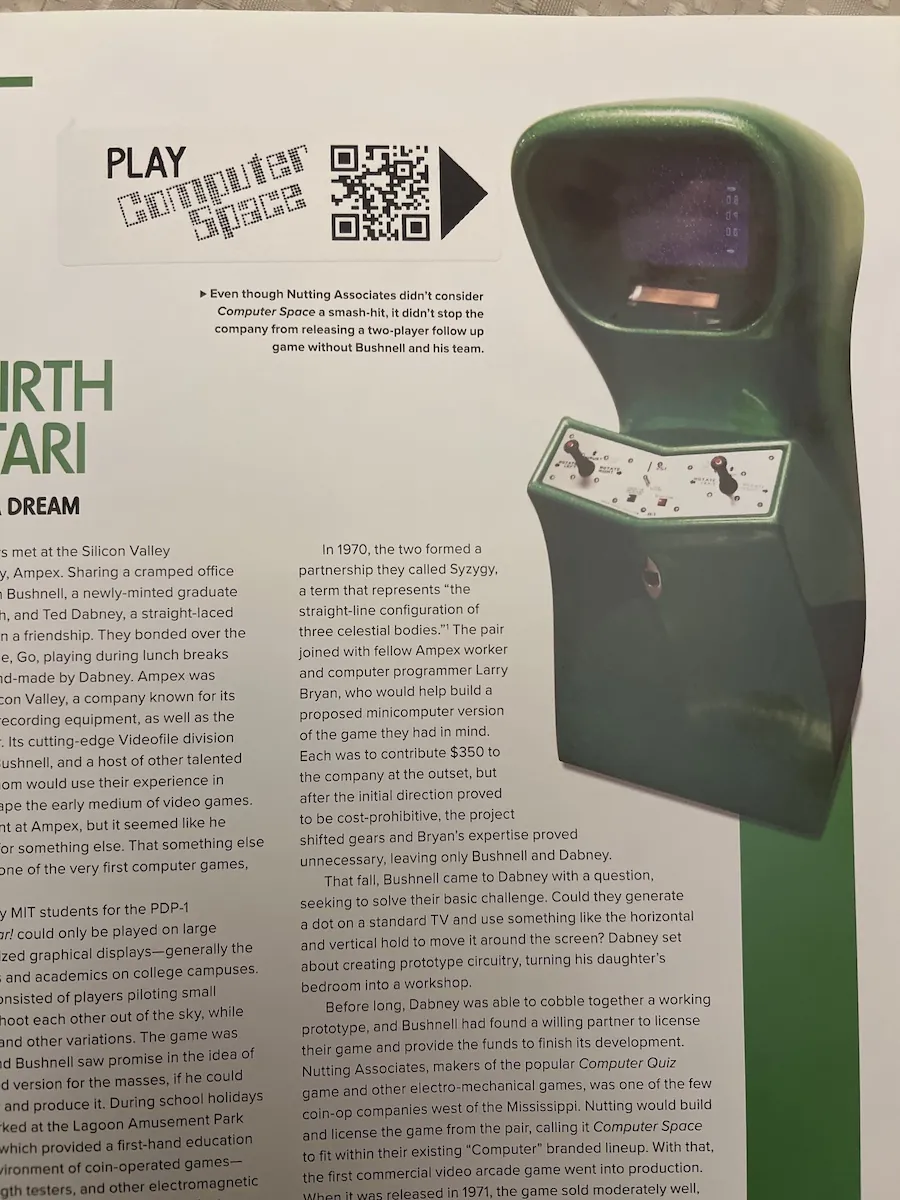 PLAY
Computer
Space
▶ Even though Nutting Associates didn't consider
Computer Space a smash-hit, it didn't stop the
company from releasing a two-player follow up
game without Bushnell and his team.
IRTH
TARI
DREAM
s met at the Silicon Valley
y, Ampex. Sharing a cramped office
n Bushnell, a newly-minted graduate
h, and Ted Dabney, a straight-laced
n a friendship. They bonded over the
e, Go, playing during lunch breaks
nd-made by Dabney. Ampex was
con Valley, a company known for its
recording equipment, as well as the
r. Its cutting-edge Videofile division
ushnell, and a host of other talented
om would use their experience in
ape the early medium of video games.
nt at Ampex, but it seemed like he
for something else. That something else
one of the very first computer games,
y MIT students for the PDP-1
ar! could only be played on large
ized graphical displays—generally the
s and academics on college campuses.
onsisted of players piloting small
hoot each other out of the sky, while
and other variations. The game was
nd Bushnell saw promise in the idea of
d version for the masses, if he could
and produce it. During school holidays
rked at the Lagoon Amusement Park
which provided a first-hand education
vironment of coin-operated games—
gth testers, and other electromagnetic
In 1970, the two formed a
partnership they called Syzygy,
a term that represents “the
straight-line configuration of
three celestial bodies.”¹ The pair
joined with fellow Ampex worker
and computer programmer Larry
Bryan, who would help build a
proposed minicomputer version
of the game they had in mind.
Each was to contribute $350 to
the company at the outset, but
after the initial direction proved
to be cost-prohibitive, the project
shifted gears and Bryan's expertise proved
unnecessary, leaving only Bushnell and Dabney.
That fall, Bushnell came to Dabney with a question,
seeking to solve their basic challenge. Could they generate
a dot on a standard TV and use something like the horizontal
and vertical hold to move it around the screen? Dabney set
about creating prototype circuitry, turning his daughter's
bedroom into a workshop.
Before long, Dabney was able to cobble together a working
prototype, and Bushnell had found a willing partner to license
their game and provide the funds to finish its development.
Nutting Associates, makers of the popular Computer Quiz
game and other electro-mechanical games, was one of the few
coin-op companies west of the Mississippi. Nutting would build
and license the game from the pair, calling it Computer Space
to fit within their existing “Computer” branded lineup. With that,
the first commercial video arcade game went into production.
When it was released in 1971, the game sold moderately well,
ROTATE LEFT
ROTATE RIGHT